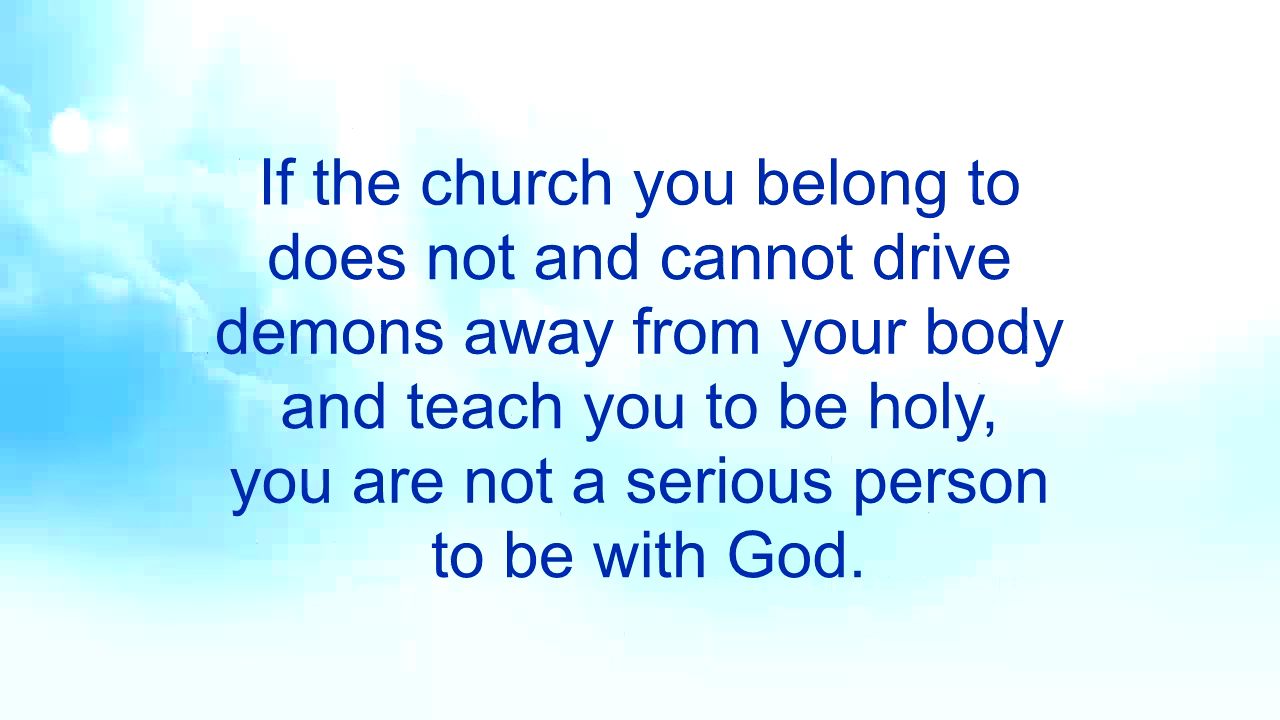 If the church you belong to
does not and cannot drive
demons away from your body
and teach you to be holy,
you are not a serious person
to be with God.